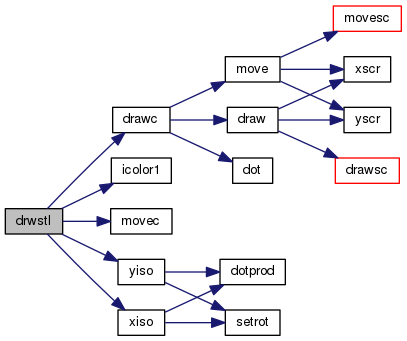 movesc
move
xscr
drawc
draw
yscr
icolor1
dot
drawsc
drwstl
movec
yiso
dotprod
xiso
setrot